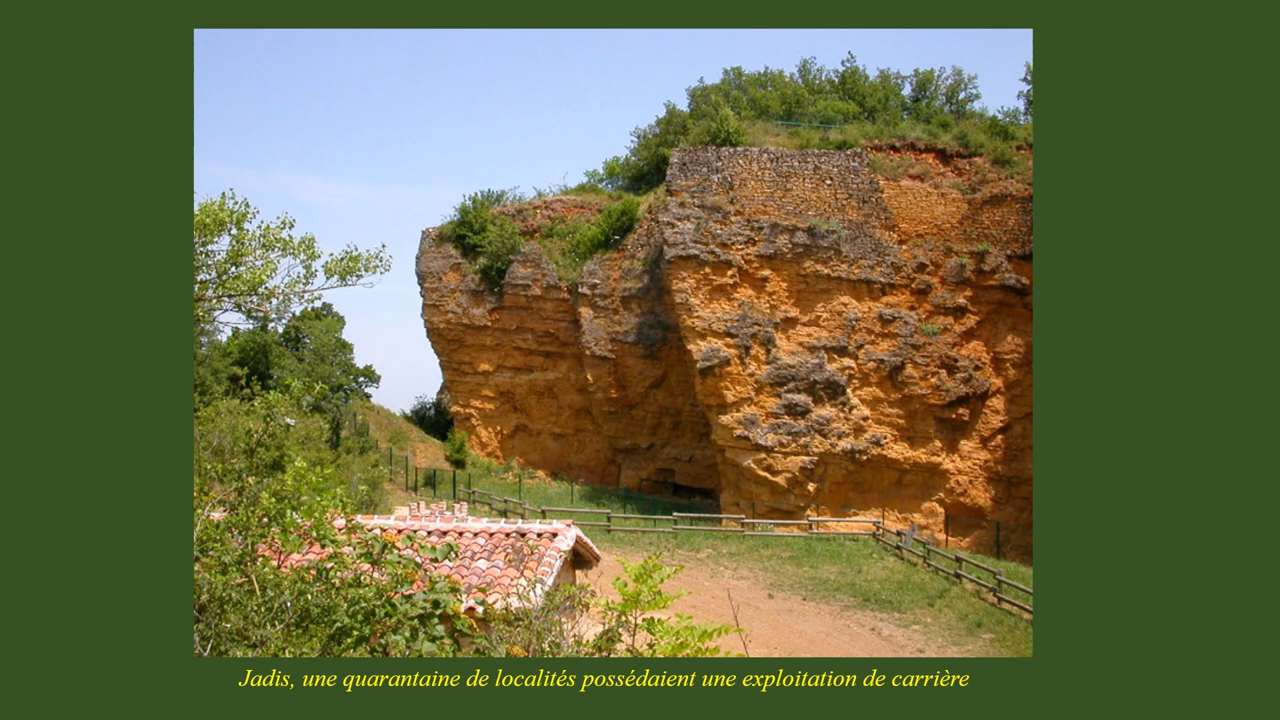 Jadis, une quarantaine de localités possédaient une exploitation de carrière